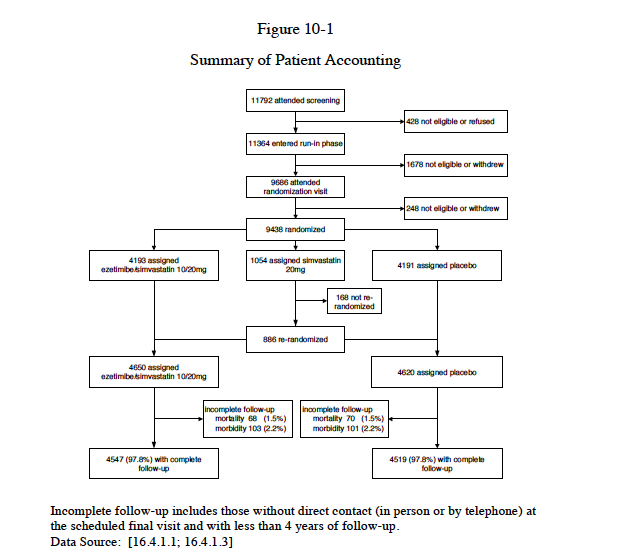 Figure 10-1
Summary of Patient Accounting
11792 attended screening
428 not eligible or refused
11364 entered run-in phase
1678 not eligible or withdrew
9686 attended
randomization visit
248 not eligible or withdrew
9438 randomized
4193 assigned
ezetimibe/simvastatin 10/20mg
1054 assigned simvastatin
20mg
4191 assigned placebo
168 not re-
randomized
886 re-randomized
4650 assigned
ezetimibe/simvastatin 10/20mg
4620 assigned placebo
incomplete follow-up
mortality 68 (1.5%)
morbidity 103 (2.2%)
incomplete follow-up
mortality 70 (1.5%)
morbidity 101 (2.2%)
4547 (97.8%) with complete
follow-up
4519 (97.8%) with complete
follow-up
Incomplete follow-up includes those without direct contact (in person or by telephone) at
the scheduled final visit and with less than 4 years of follow-up.
Data Source: [16.4.1.1; 16.4.1.3]